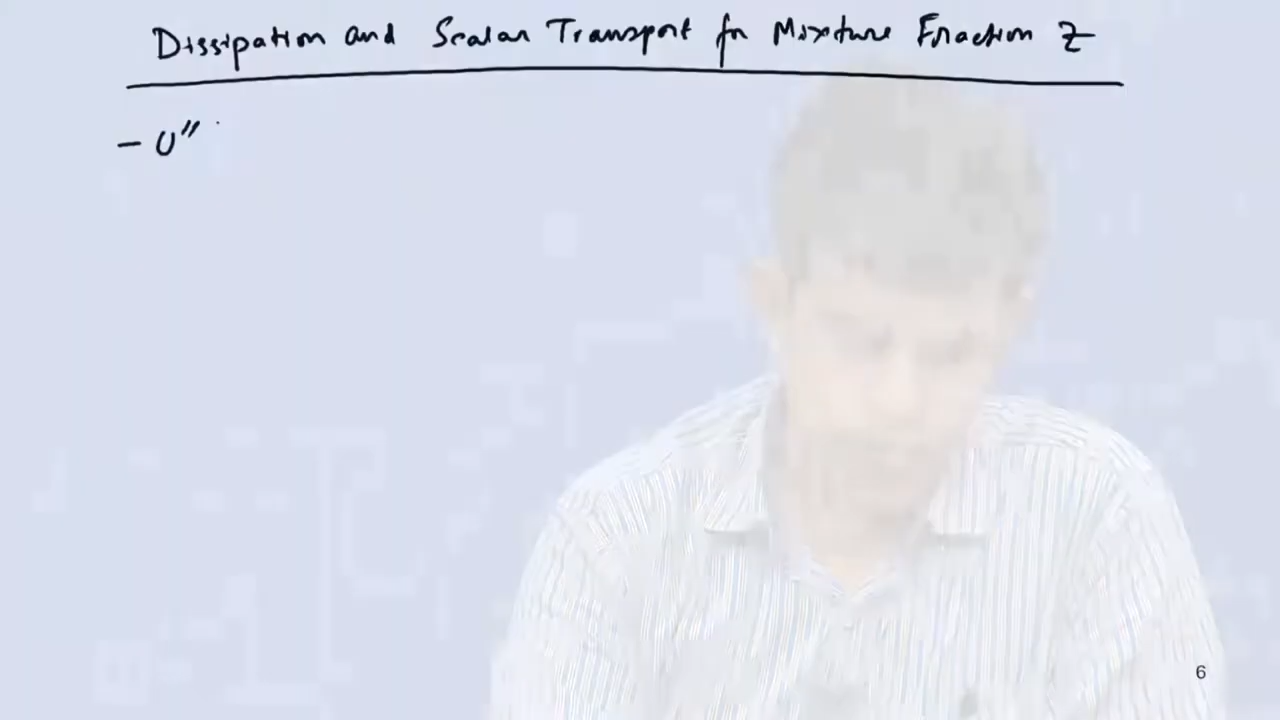 Dissipation and Scalar Transport for Mixture Fraction Z
- U″
6